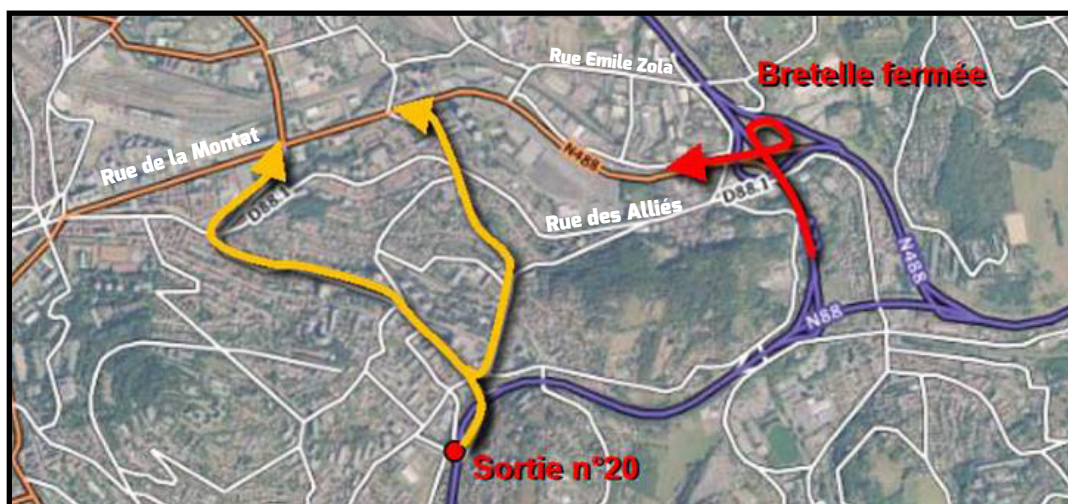 Rue Emile Zola
Bretelle fermée
Rue de la Montat
N488
D88.1
Rue des Alliés
D88.1
N488
N88
Sortie n°20